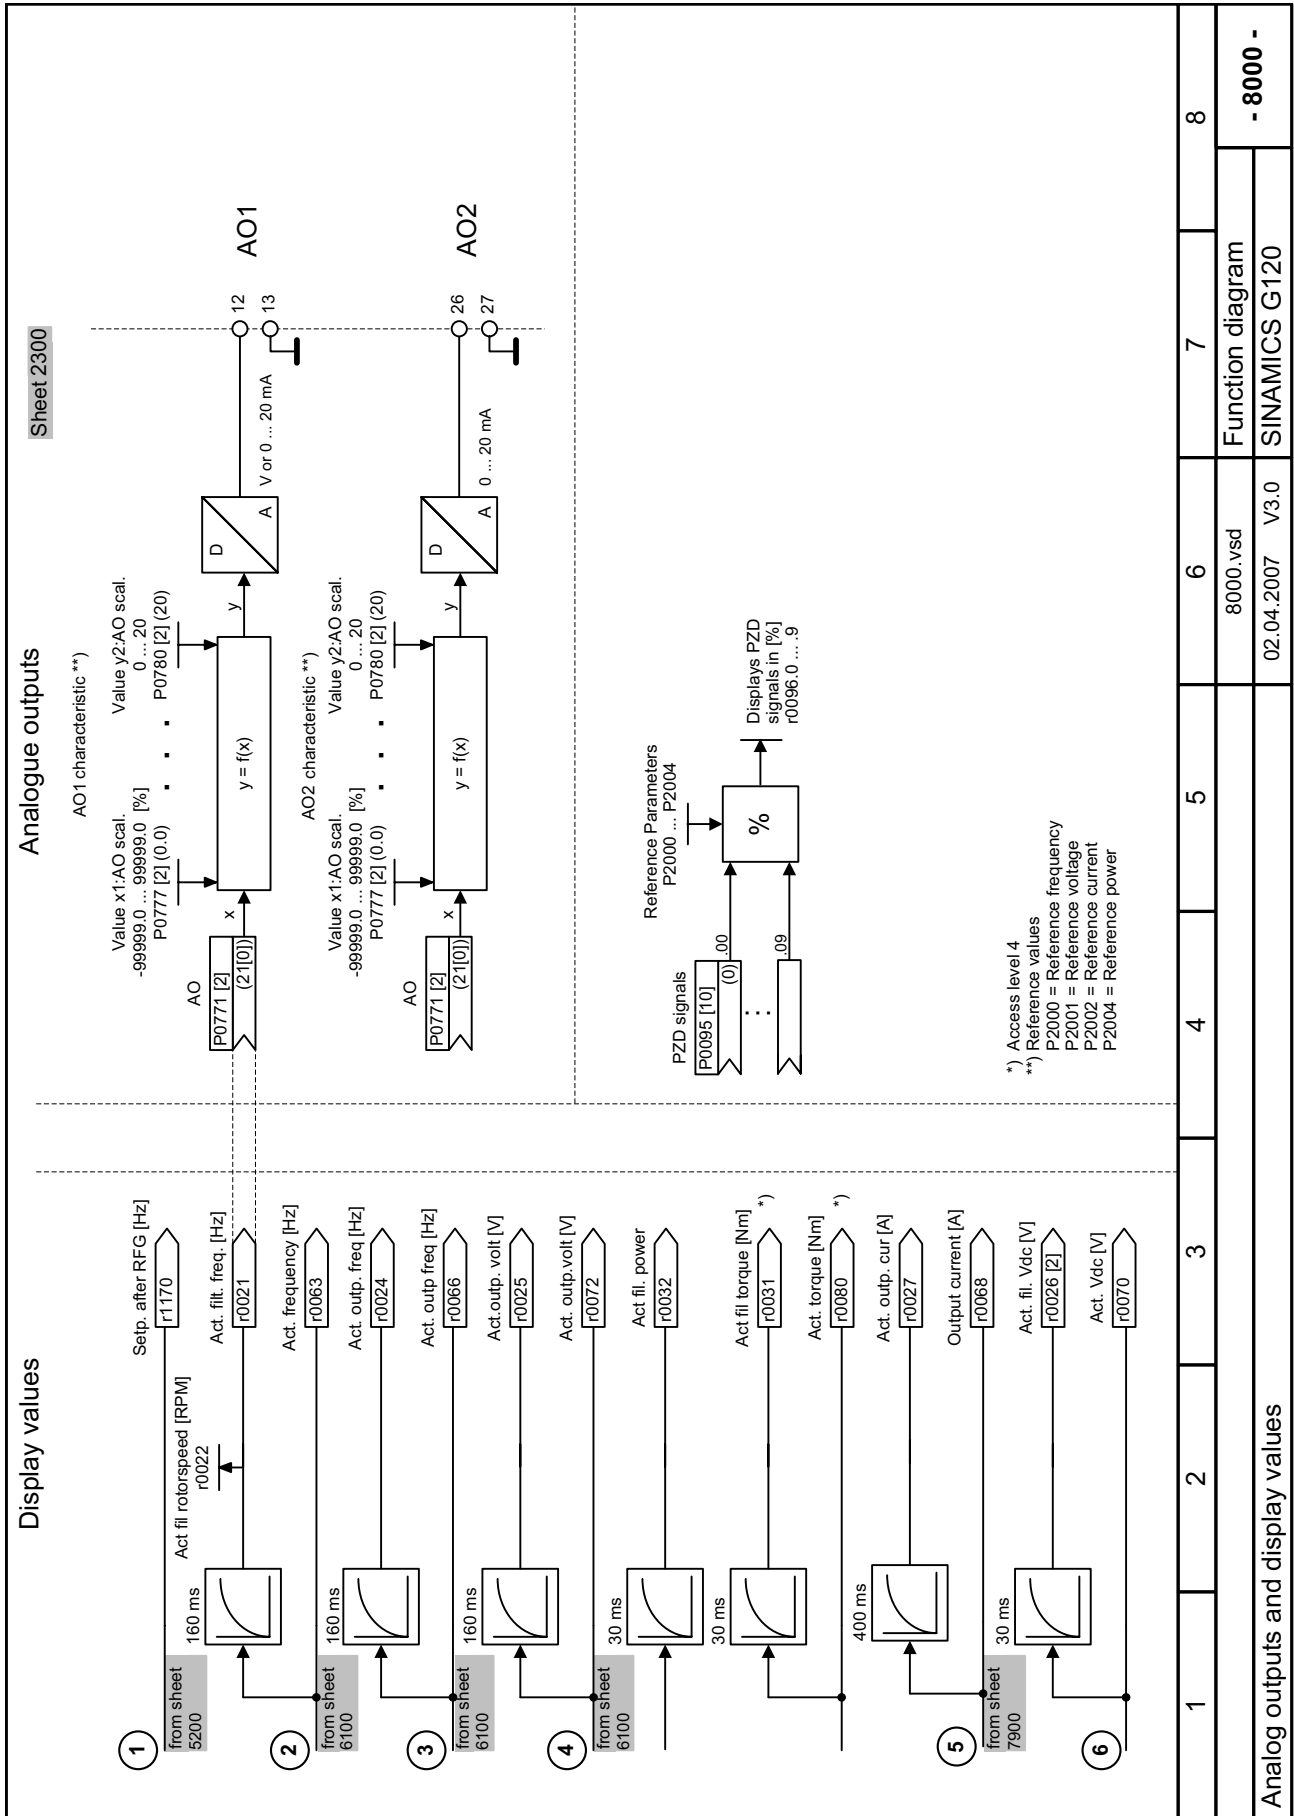 Display values
Analogue outputs
Sheet 2300
1
from sheet
5200
Setp. after RFG [Hz]
r1170
160 ms
Act fil rotorspeed [RPM]
r0022
Act. filt. freq. [Hz]
r0021
2
from sheet
6100
Act. frequency [Hz]
r0063
160 ms
Act. outp. freq [Hz]
r0024
3
from sheet
6100
Act. outp freq [Hz]
r0066
160 ms
Act.outp. volt [V]
r0025
4
from sheet
6100
Act. outp.volt [V]
r0072
30 ms
Act fil. power
r0032
30 ms
Act fil torque [Nm]
r0031
*)
Act. torque [Nm]
r0080
*)
400 ms
Act. outp. cur [A]
r0027
5
from sheet
7900
Output current [A]
r0068
30 ms
Act. fil. Vdc [V]
r0026 [2]
6
Act. Vdc [V]
r0070
AO1 characteristic **)
Value x1:AO scal.
-99999.0 ... 99999.0 [%]
P0777 [2] (0.0)
. . .
Value y2:AO scal.
0 ... 20
P0780 [2] (20)
AO
P0771 [2]
(21[0])
x
y = f(x)
y
D
A
V or 0 ... 20 mA
12
13
AO1
AO2 characteristic **)
Value x1:AO scal.
-99999.0 ... 99999.0 [%]
P0777 [2] (0.0)
. . .
Value y2:AO scal.
0 ... 20
P0780 [2] (20)
AO
P0771 [2]
(21[0])
x
y = f(x)
y
D
A
0 ... 20 mA
26
27
AO2
PZD signals
P0095 [10]
(0)
.00
. . .
.09
Reference Parameters
P2000 ... P2004
%
Displays PZD
signals in [%]
r0096.0 ... .9
*) Access level 4
**) Reference values
P2000 = Reference frequency
P2001 = Reference voltage
P2002 = Reference current
P2004 = Reference power
1 2 3 4 5 6 7 8
8000.vsd
Function diagram
- 8000 -
Analog outputs and display values
02.04.2007 V3.0
SINAMICS G120